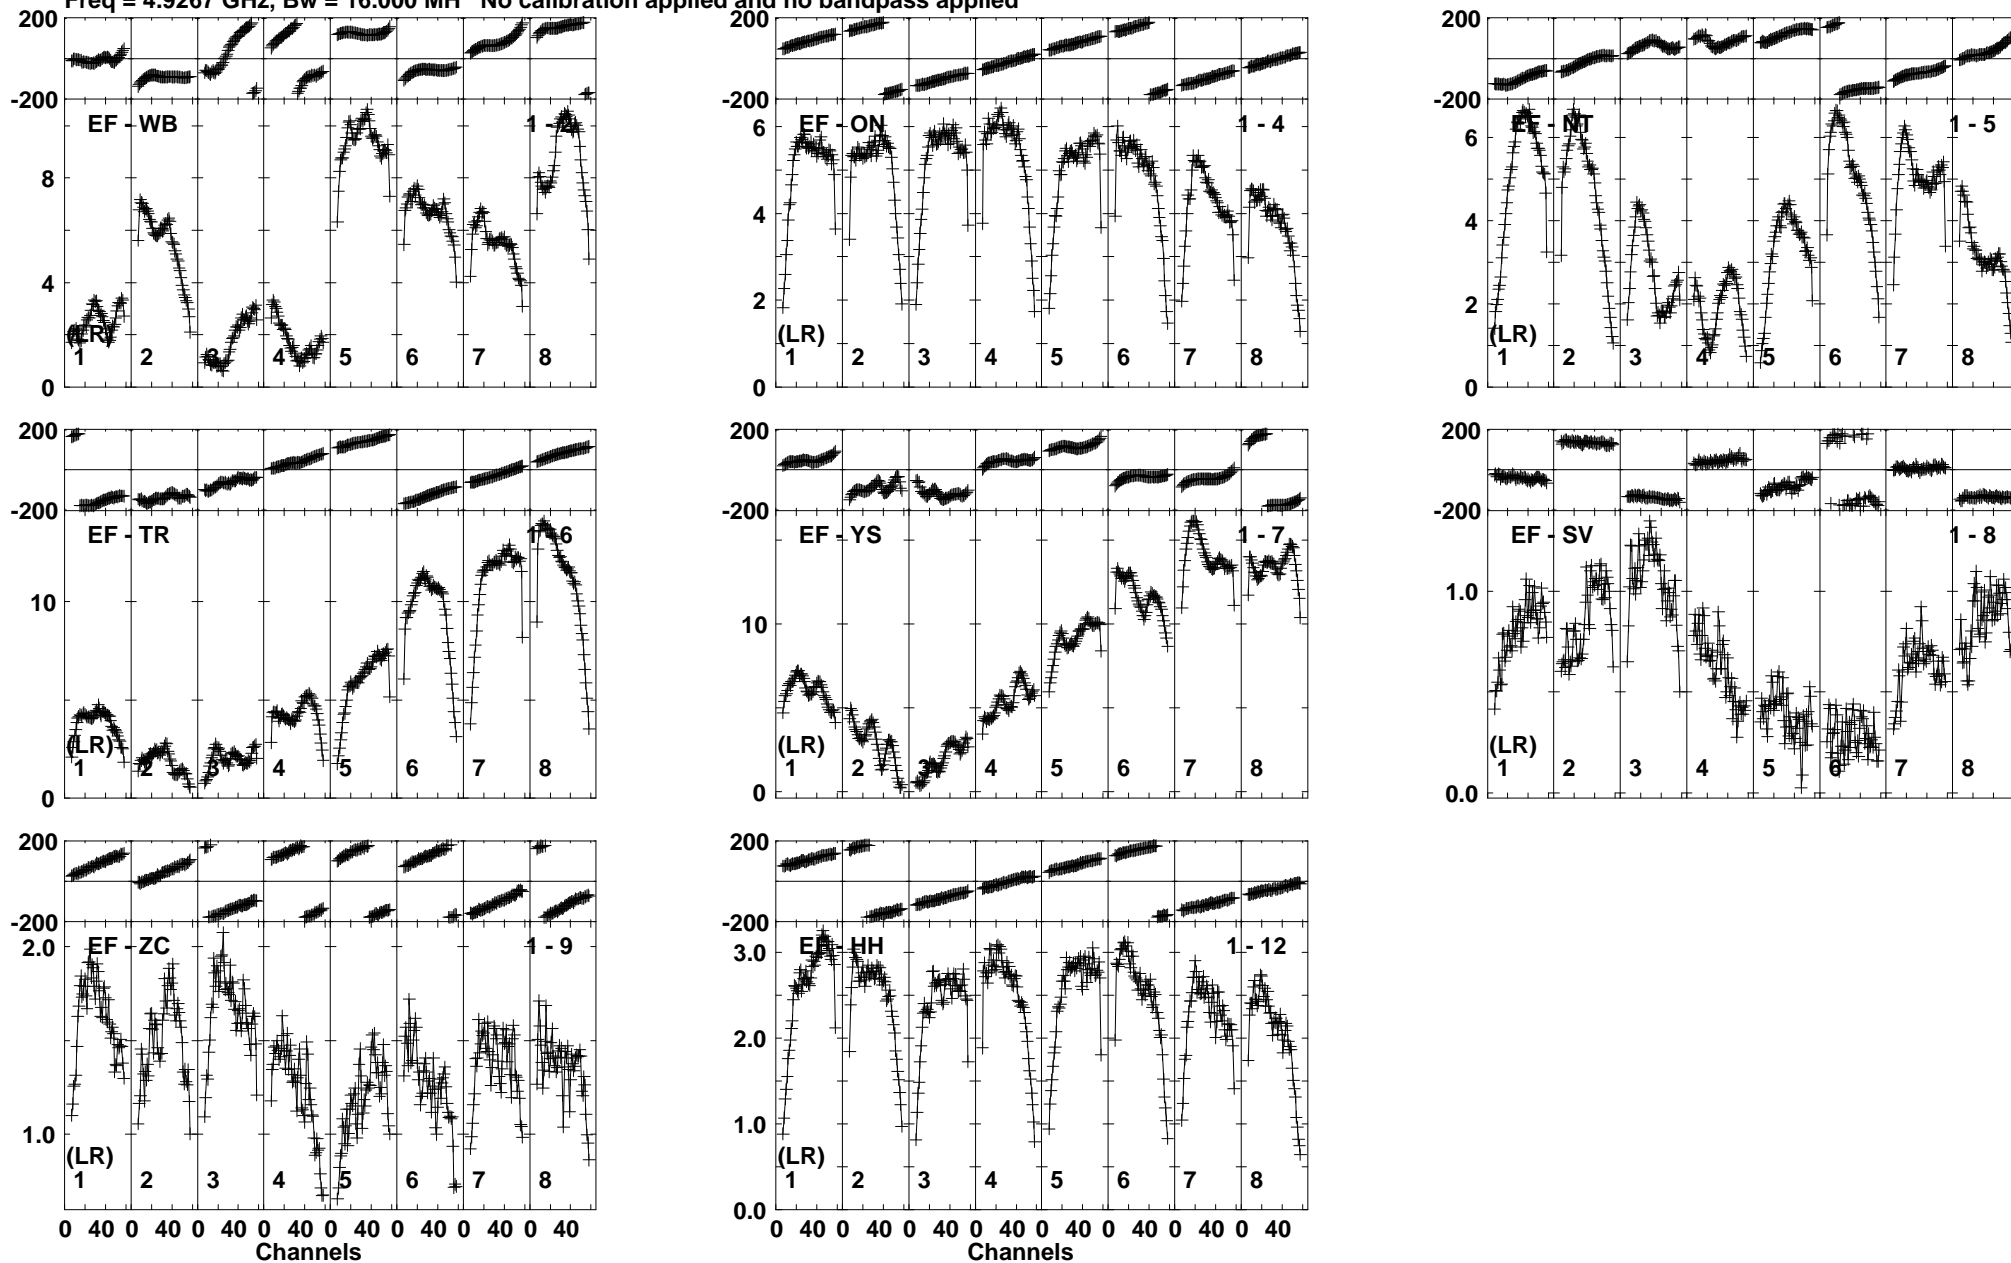 Freq = 4.9267 GHz, Bw = 16.000 MH No calibration applied and no bandpass applied
200 200 200
-200 -200 -200
EF - WB 1 - 2 EF - ON 1 - 4 EF - NT 1 - 5
8 4 0
6 4 2 0
6 4 2 0
(LR) (LR) (LR)
1 2 3 4 5 6 7 8 1 2 3 4 5 6 7 8 1 2 3 4 5 6 7 8
200 200 200
-200 -200 -200
EF - TR 1 - 6 EF - YS 1 - 7 EF - SV 1 - 8
10 0
10 0
1.0 0.0
(LR) (LR) (LR)
1 2 3 4 5 6 7 8 1 2 3 4 5 6 7 8 1 2 3 4 5 6 7 8
200 200
-200 -200
EF - ZC 1 - 9 EF - HH 1 - 12
2.0 1.0
3.0 2.0 1.0 0.0
(LR) (LR)
1 2 3 4 5 6 7 8 1 2 3 4 5 6 7 8
0 40 0 40 0 40 0 40 0 40 0 40 0 40 0 40 0 40 0 40 0 40 0 40 0 40 0 40 0 40 0 40
Channels Channels